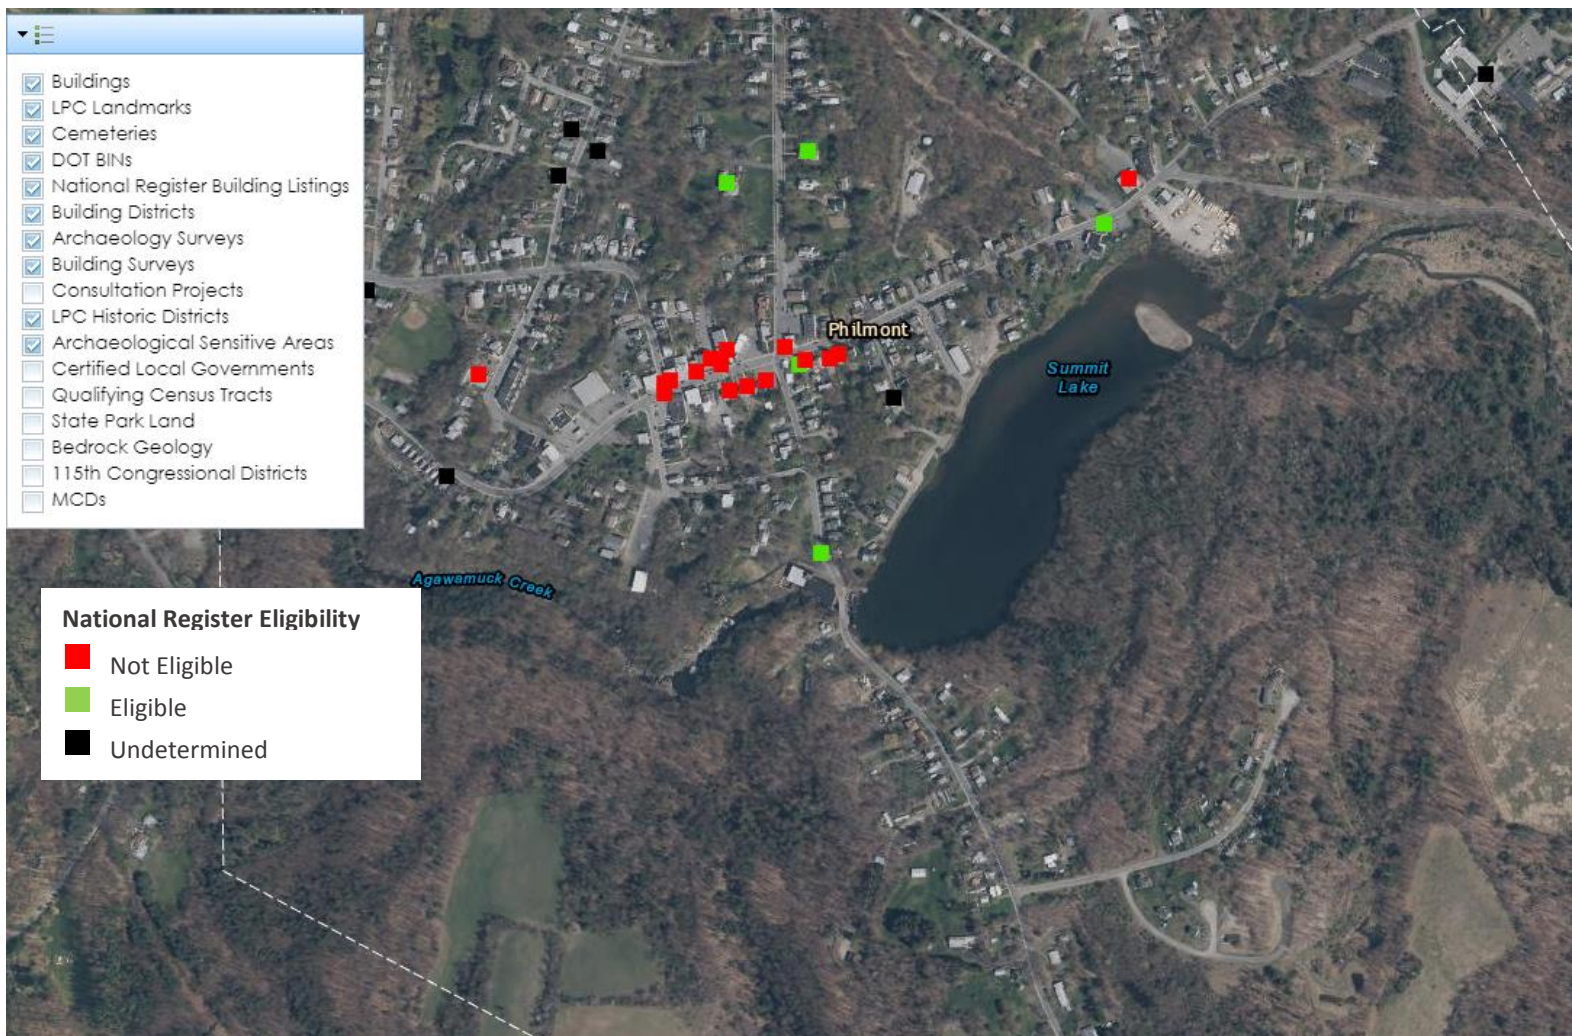 Buildings
LPC Landmarks
Cemeteries
DOT BINs
National Register Building Listings
Building Districts
Archaeology Surveys
Building Surveys
Consultation Projects
LPC Historic Districts
Archaeological Sensitive Areas
Certified Local Governments
Qualifying Census Tracts
State Park Land
Bedrock Geology
115th Congressional Districts
MCDs
Philmont
Summit
Lake
Agawamuck Creek
National Register Eligibility
Not Eligible
Eligible
Undetermined